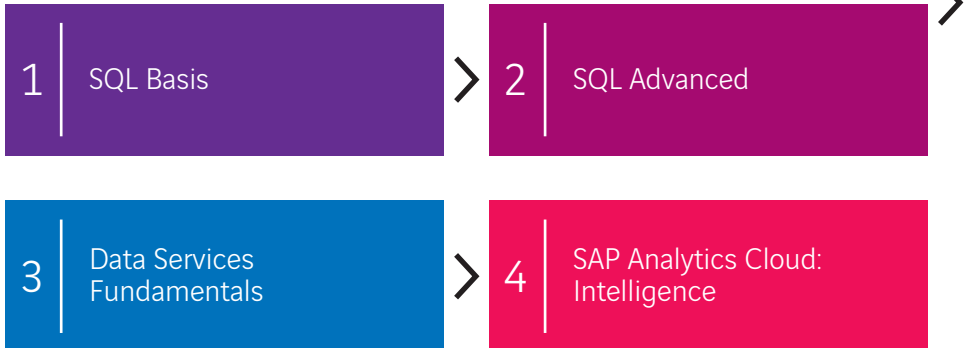 1
SQL Basis
2
SQL Advanced
3
Data Services
Fundamentals
4
SAP Analytics Cloud:
Intelligence